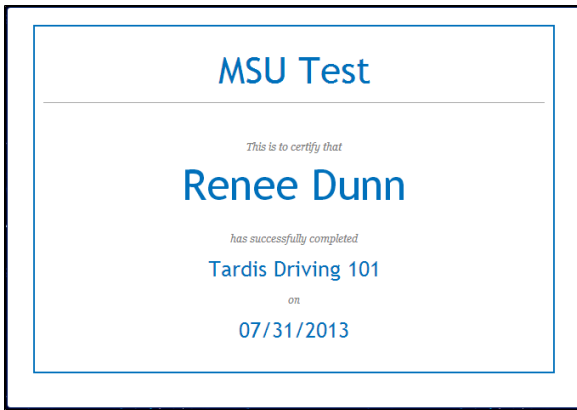 MSU Test
This is to certify that
Renee Dunn
has successfully completed
Tardis Driving 101
on
07/31/2013